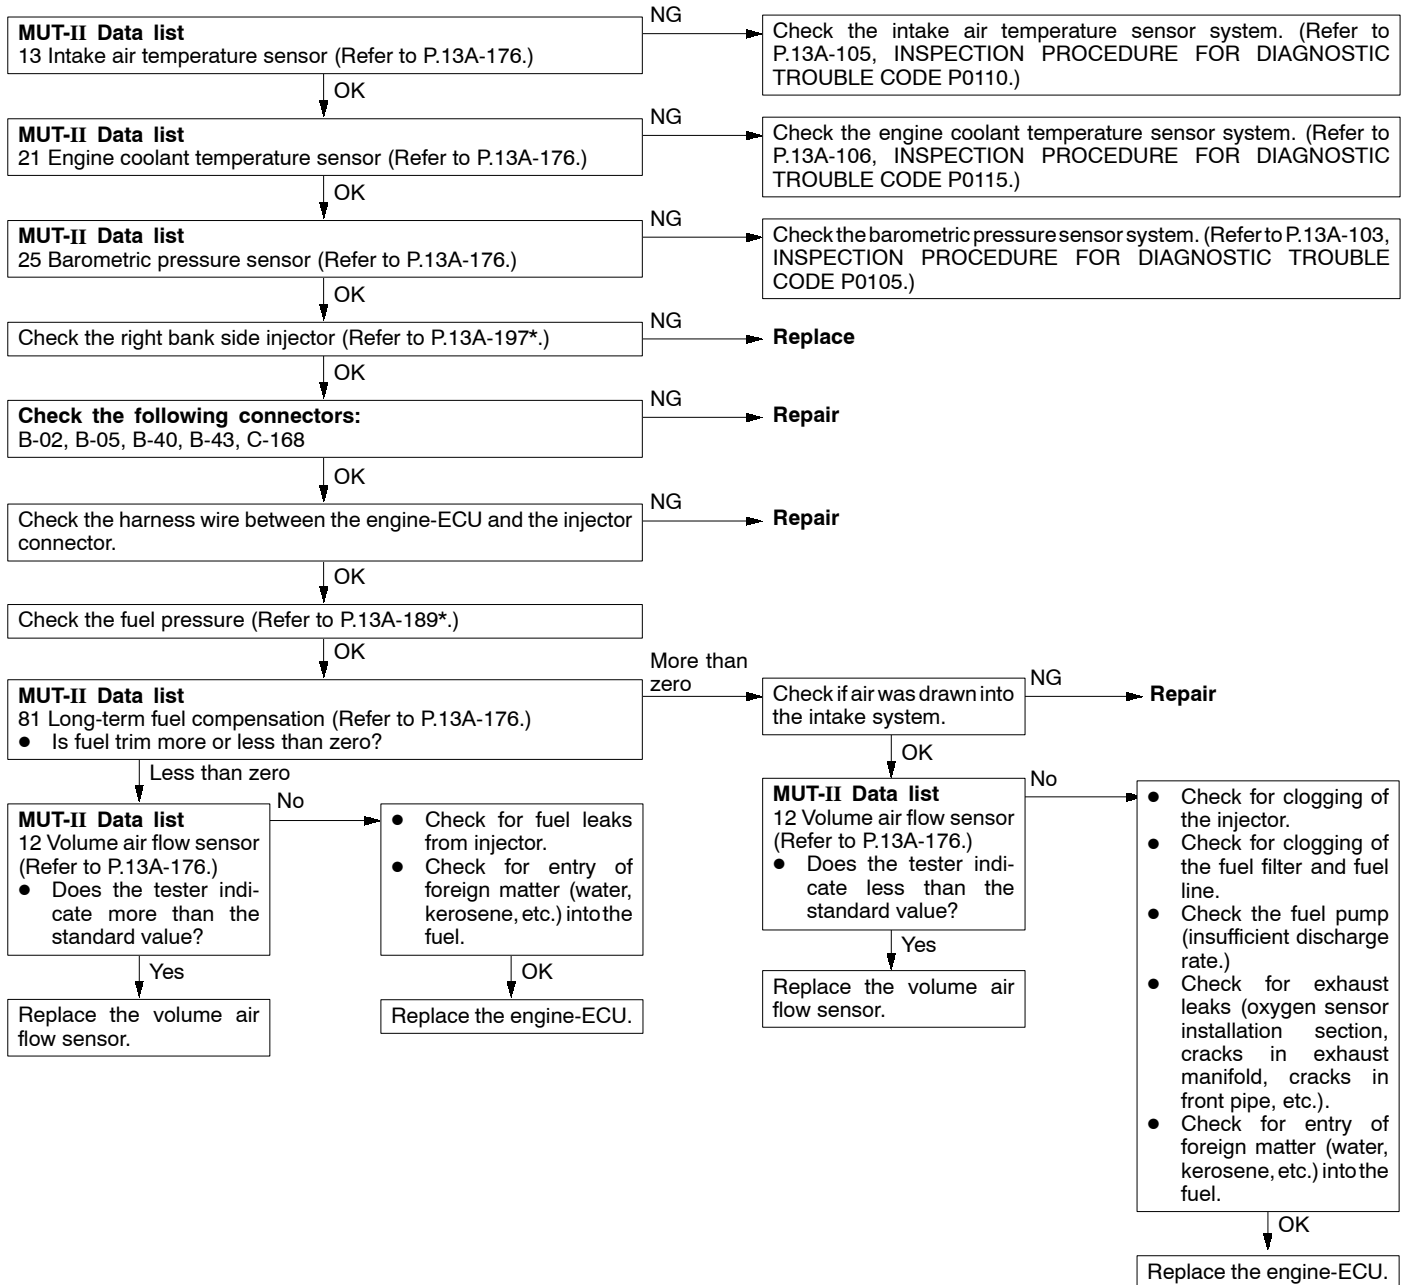 MUT-II Data list
13 Intake air temperature sensor (Refer to P.13A-176.)
NG
Check the intake air temperature sensor system. (Refer to
P.13A-105, INSPECTION PROCEDURE FOR DIAGNOSTIC
TROUBLE CODE P0110.)
OK
MUT-II Data list
21 Engine coolant temperature sensor (Refer to P.13A-176.)
NG
Check the engine coolant temperature sensor system. (Refer to
P.13A-106, INSPECTION PROCEDURE FOR DIAGNOSTIC
TROUBLE CODE P0115.)
OK
MUT-II Data list
25 Barometric pressure sensor (Refer to P.13A-176.)
NG
Check the barometric pressure sensor system. (Refer to P.13A-103,
INSPECTION PROCEDURE FOR DIAGNOSTIC TROUBLE
CODE P0105.)
OK
Check the right bank side injector (Refer to P.13A-197*.)
NG
Replace
OK
Check the following connectors:
B-02, B-05, B-40, B-43, C-168
NG
Repair
OK
Check the harness wire between the engine-ECU and the injector
connector.
NG
Repair
OK
Check the fuel pressure (Refer to P.13A-189*.)
OK
MUT-II Data list
81 Long-term fuel compensation (Refer to P.13A-176.)
● Is fuel trim more or less than zero?
More than
zero
Check if air was drawn into
the intake system.
NG
Repair
Less than zero
MUT-II Data list
12 Volume air flow sensor
(Refer to P.13A-176.)
● Does the tester indi-
cate more than the
standard value?
No
● Check for fuel leaks
from injector.
● Check for entry of
foreign matter (water,
kerosene, etc.) into the
fuel.
Yes
Replace the volume air
flow sensor.
OK
Replace the engine-ECU.
OK
MUT-II Data list
12 Volume air flow sensor
(Refer to P.13A-176.)
● Does the tester indi-
cate less than the
standard value?
No
● Check for clogging of
the injector.
● Check for clogging of
the fuel filter and fuel
line.
● Check the fuel pump
(insufficient discharge
rate.)
● Check for exhaust
leaks (oxygen sensor
installation section,
cracks in exhaust
manifold, cracks in
front pipe, etc.).
● Check for entry of
foreign matter (water,
kerosene, etc.) into the
fuel.
Yes
Replace the volume air
flow sensor.
OK
Replace the engine-ECU.